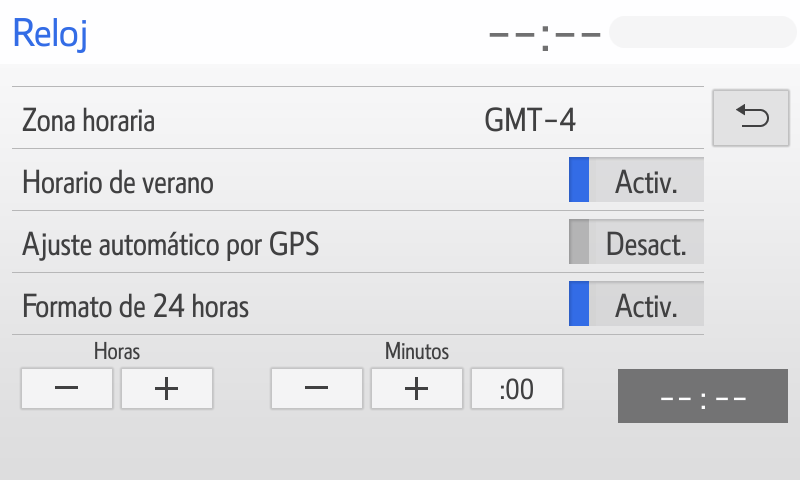 Reloj --:--
Zona horaria GMT-4
Horario de verano Activ.
Ajuste automático por GPS Desact.
Formato de 24 horas Activ.
Horas Minutos
− + − + :00 --:--